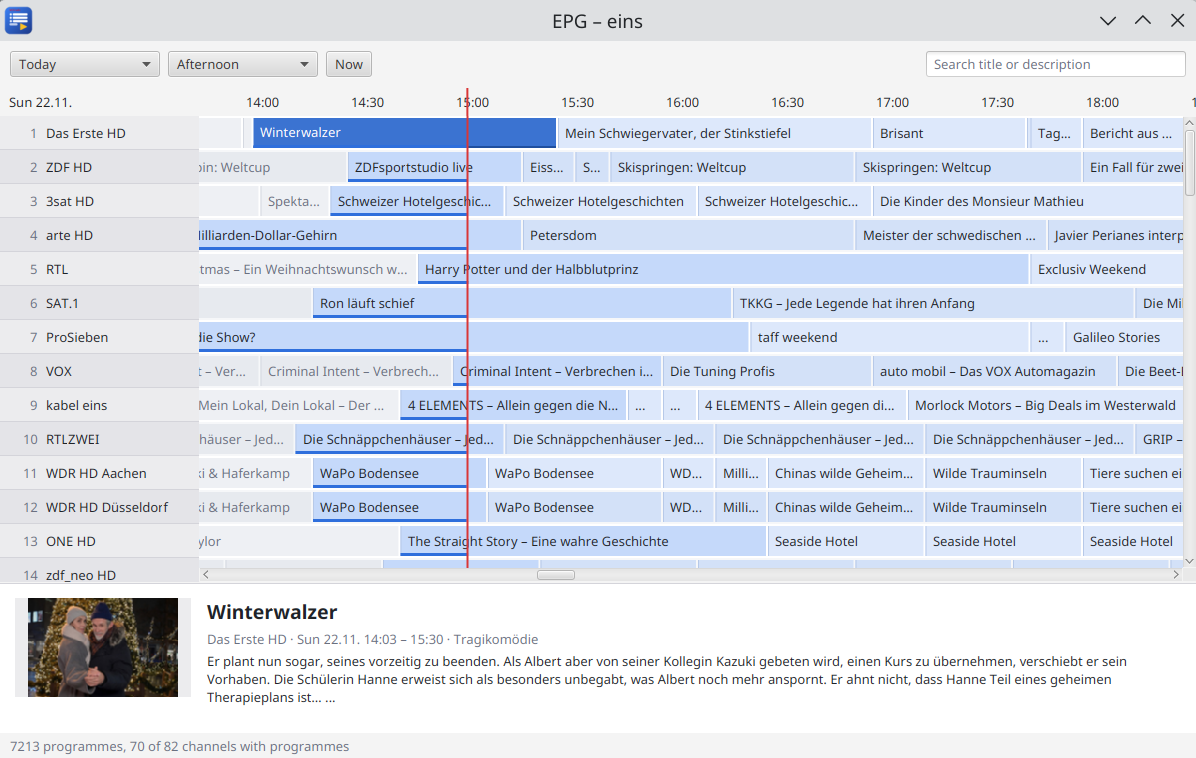 EPG – eins
Today
Afternoon
Now
Search title or description
Sun 22.11.
14:00 14:30 15:00 15:30 16:00 16:30 17:00 17:30 18:00
1 Das Erste HD Winterwalzer Mein Schwiegervater, der Stinkstiefel Brisant Tag... Bericht aus ...
2 ZDF HD oin: Weltcup ZDFsportstudio live Eiss... S... Skispringen: Weltcup Skispringen: Weltcup Ein Fall für zwei
3 3sat HD Spekta... Schweizer Hotelgeschic... Schweizer Hotelgeschichten Schweizer Hotelgeschic... Die Kinder des Monsieur Mathieu
4 arte HD illiarden-Dollar-Gehirn Petersdom Meister der schwedischen ... Javier Perianes interp
5 RTL tmas – Ein Weihnachtswunsch w... Harry Potter und der Halbblutprinz Exclusiv Weekend
6 SAT.1 Ron läuft schief TKKG – Jede Legende hat ihren Anfang Die Mi
7 ProSieben die Show? taff weekend ... Galileo Stories
8 VOX t – Ver... Criminal Intent – Verbrech... Criminal Intent – Verbrechen i... Die Tuning Profis auto mobil – Das VOX Automagazin Die Beet-
9 kabel eins Mein Lokal, Dein Lokal – Der ... 4 ELEMENTS – Allein gegen die N... ... ... 4 ELEMENTS – Allein gegen di... Morlock Motors – Big Deals im Westerwald
10 RTLZWEI häuser – Jed... Die Schnäppchenhäuser – Jed... Die Schnäppchenhäuser – Jed... Die Schnäppchenhäuser – Jed... Die Schnäppchenhäuser – Jed... GRIP –
11 WDR HD Aachen ki & Haferkamp WaPo Bodensee WaPo Bodensee WD... Milli... Chinas wilde Geheim... Wilde Trauminseln Tiere suchen ei
12 WDR HD Düsseldorf ki & Haferkamp WaPo Bodensee WaPo Bodensee WD... Milli... Chinas wilde Geheim... Wilde Trauminseln Tiere suchen ei
13 ONE HD ylor The Straight Story – Eine wahre Geschichte Seaside Hotel Seaside Hotel Seaside Hotel
14 zdf_neo HD
Winterwalzer
Das Erste HD · Sun 22.11. 14:03 – 15:30 · Tragikomödie
Er plant nun sogar, seines vorzeitig zu beenden. Als Albert aber von seiner Kollegin Kazuki gebeten wird, einen Kurs zu übernehmen, verschiebt er sein
Vorhaben. Die Schülerin Hanne erweist sich als besonders unbegabt, was Albert noch mehr anspornt. Er ahnt nicht, dass Hanne Teil eines geheimen
Therapieplans ist... ...
7213 programmes, 70 of 82 channels with programmes